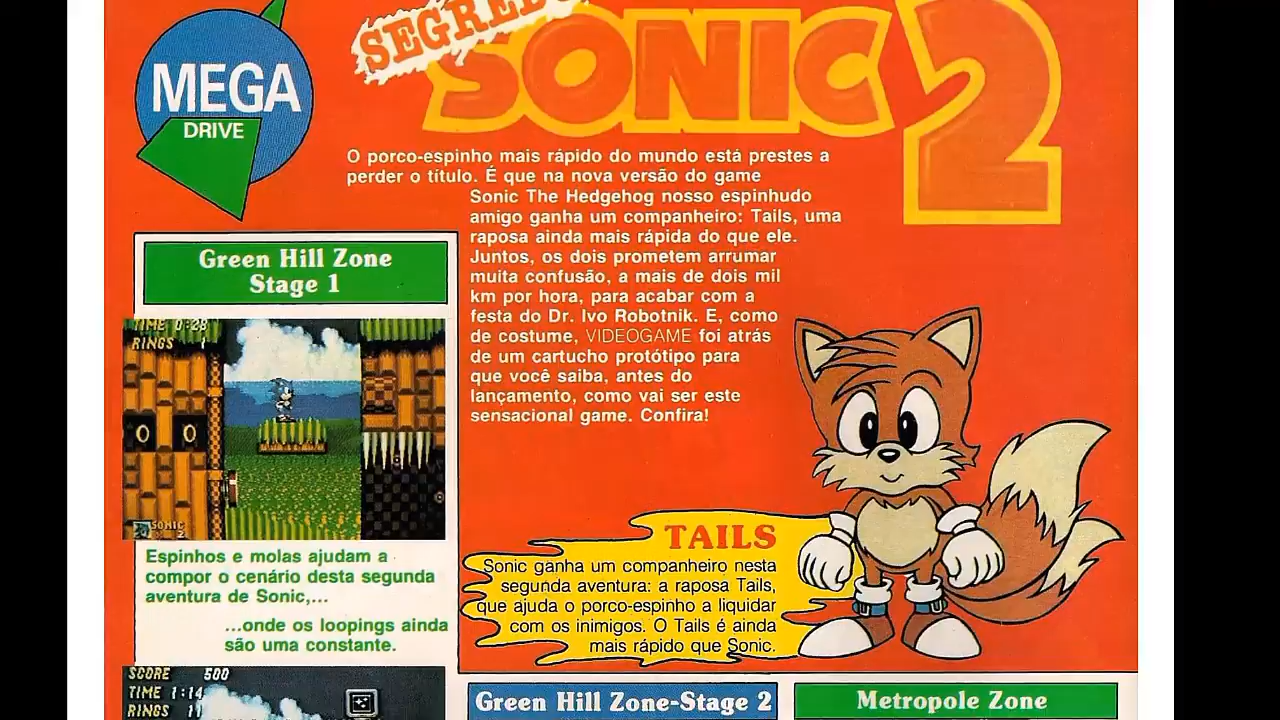 MEGA
DRIVE
SONIC 2
O porco-espinho mais rápido do mundo está prestes a
perder o título. É que na nova versão do game
Sonic The Hedgehog nosso espinhudo
amigo ganha um companheiro: Tails, uma
raposa ainda mais rápida do que ele.
Juntos, os dois prometem arrumar
muita confusão, a mais de dois mil
km por hora, para acabar com a
festa do Dr. Ivo Robotnik. E, como
de costume, VIDEOGAME foi atrás
de um cartucho protótipo para
que você saiba, antes do
lançamento, como vai ser este
sensacional game. Confira!
Green Hill Zone
Stage 1
TIME 0:28
RINGS 1
SONIC
2
Espinhos e molas ajudam a
compor o cenário desta segunda
aventura de Sonic,...
...onde os loopings ainda
são uma constante.
SCORE 500
TIME 1:14
RINGS 11
TAILS
Sonic ganha um companheiro nesta
segunda aventura: a raposa Tails,
que ajuda o porco-espinho a liquidar
com os inimigos. O Tails é ainda
mais rápido que Sonic.
Green Hill Zone-Stage 2
Metropole Zone